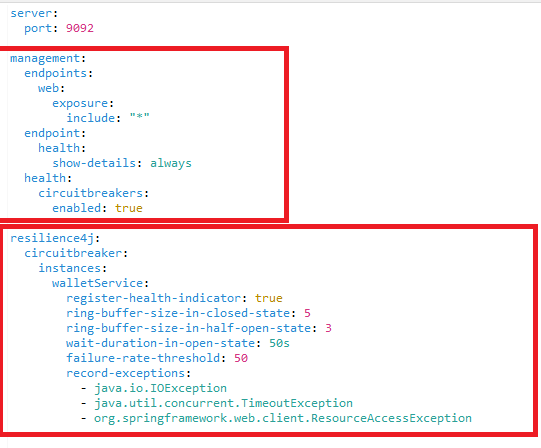 server:
  port: 9092
management:
  endpoints:
    web:
      exposure:
        include: "*"
  endpoint:
    health:
      show-details: always
  health:
    circuitbreakers:
      enabled: true
resilience4j:
  circuitbreaker:
    instances:
      walletService:
        register-health-indicator: true
        ring-buffer-size-in-closed-state: 5
        ring-buffer-size-in-half-open-state: 3
        wait-duration-in-open-state: 50s
        failure-rate-threshold: 50
        record-exceptions:
          - java.io.IOException
          - java.util.concurrent.TimeoutException
          - org.springframework.web.client.ResourceAccessException